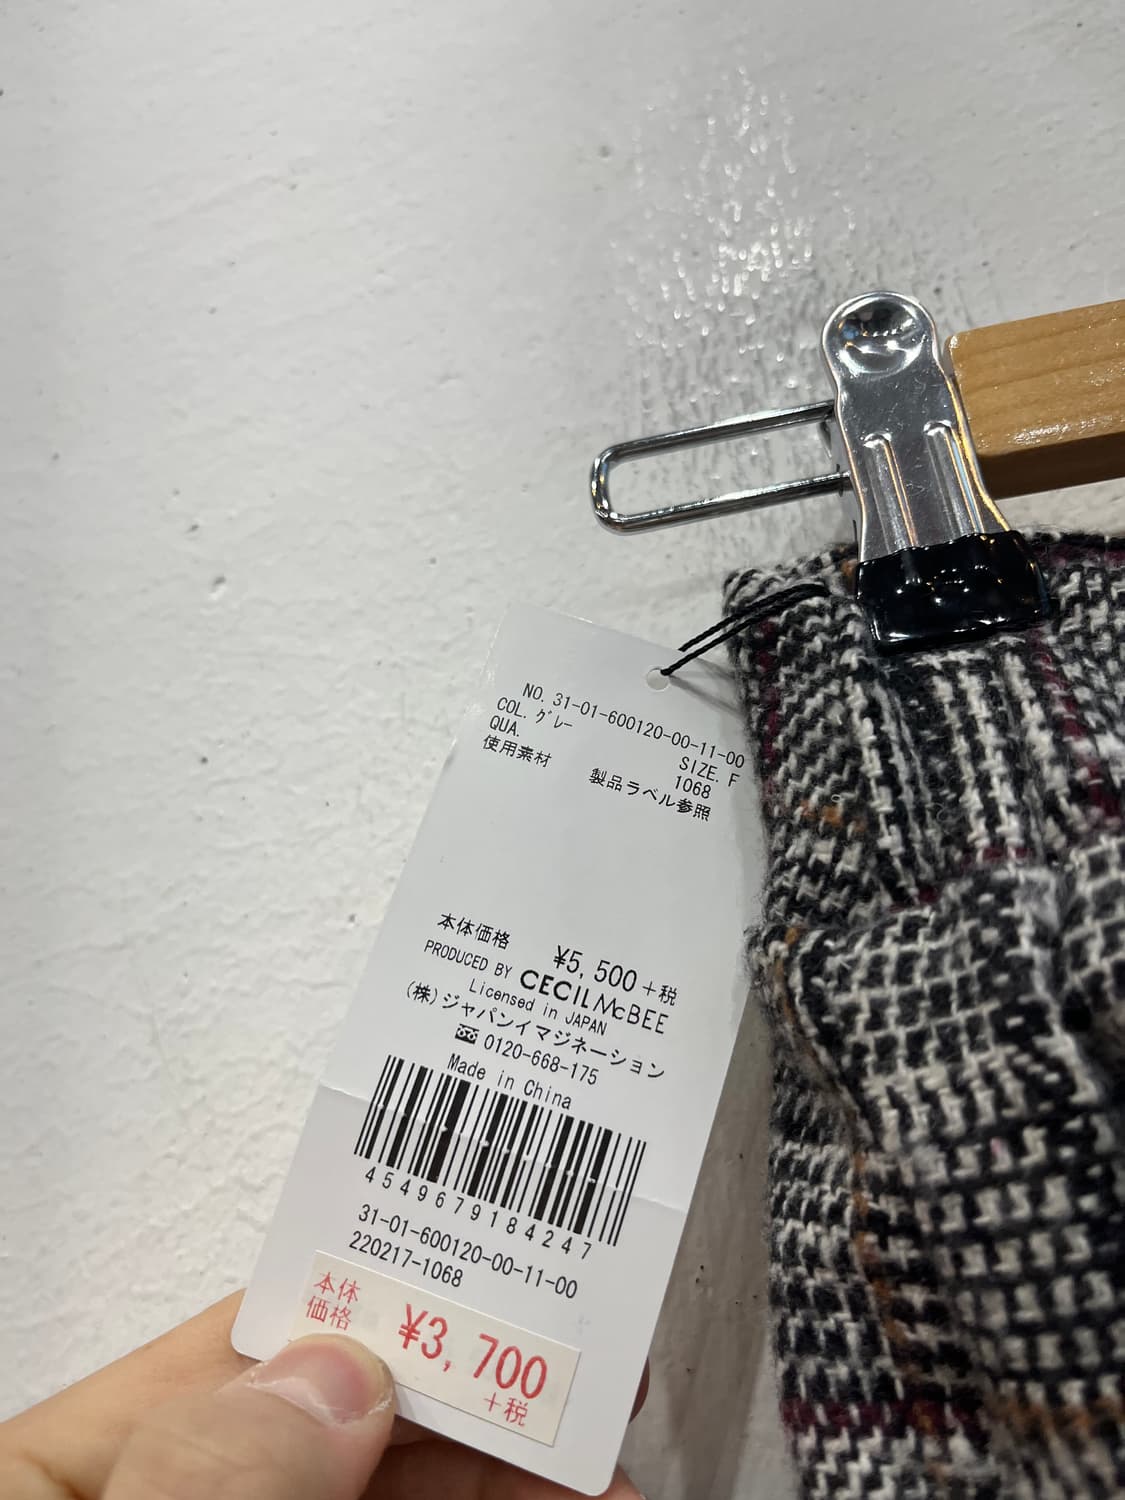 NO. 31-01-600120-00-11-00
COL. グレー SIZE. F
QUA. 1068
使用素材 製品ラベル参照
本体価格 ¥5,500+税
PRODUCED BY CECIL McBEE
Licensed in JAPAN
(株)ジャパンイマジネーション
0120-668-175
Made in China
4549679184247
31-01-600120-00-11-00
220217-1068
本体
価格 ¥3,700
+税